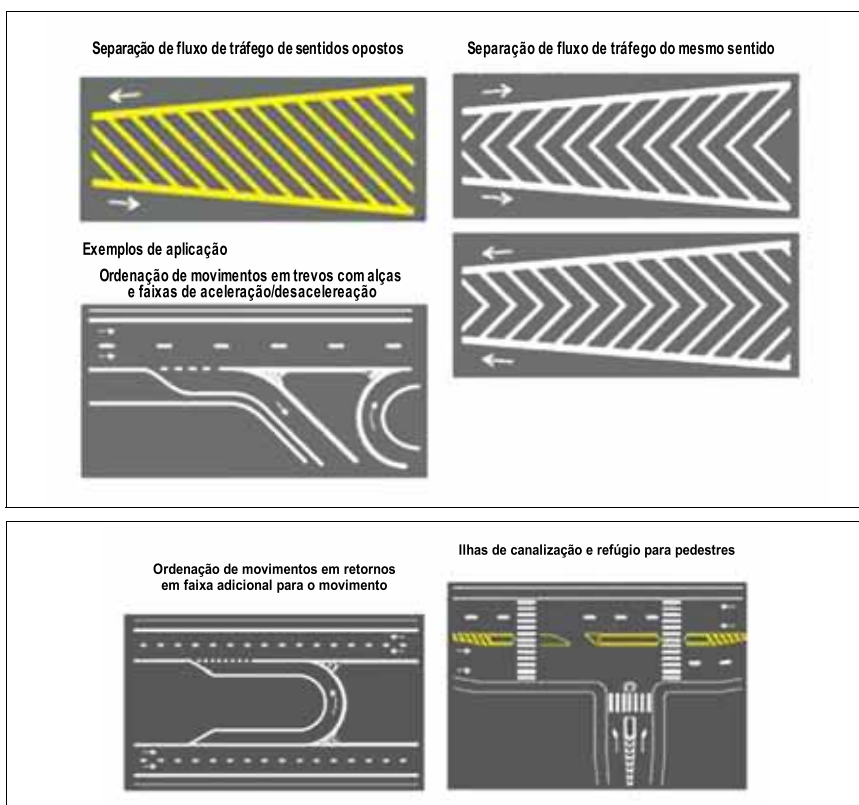 Separação de fluxo de tráfego de sentidos opostos
Separação de fluxo de tráfego do mesmo sentido
Exemplos de aplicação
Ordenação de movimentos em trevos com alças
e faixas de aceleração/desacelereação
Ordenação de movimentos em retornos
em faixa adicional para o movimento
Ilhas de canalização e refúgio para pedestres